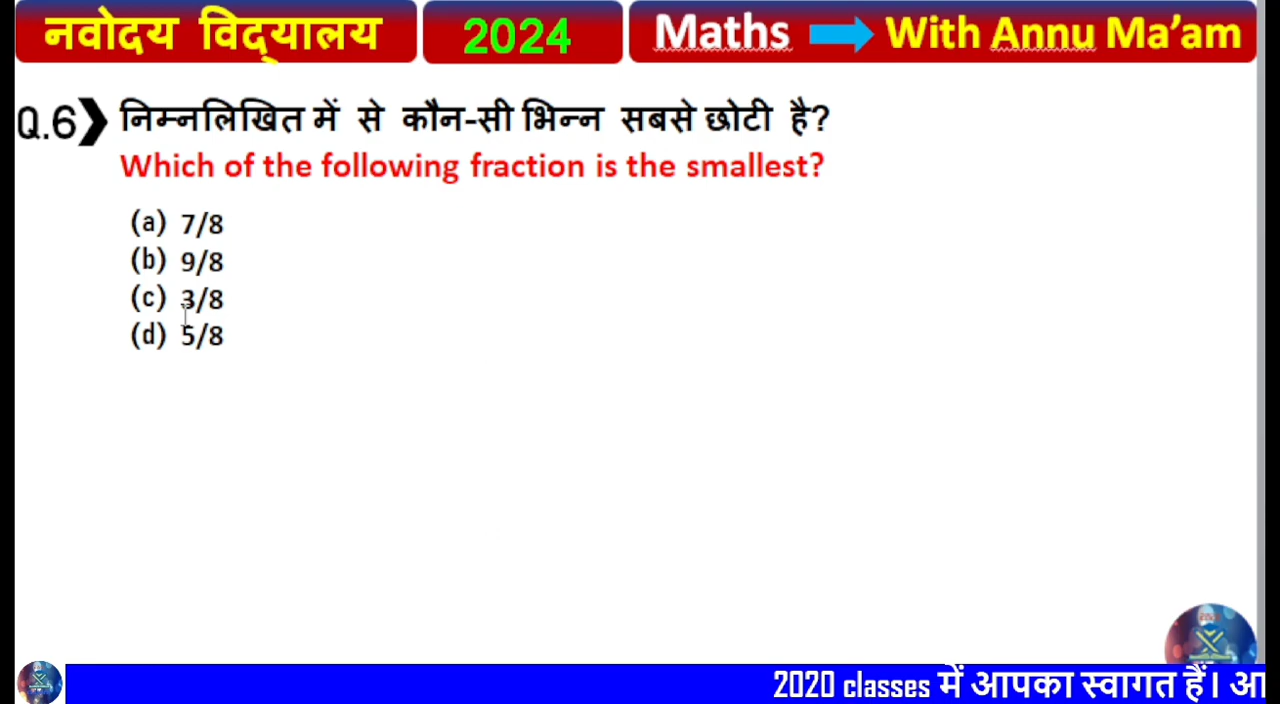 नवोदय विद्यालय 2024 Maths With Annu Ma’am
Q.6 निम्नलिखित में से कौन-सी भिन्न सबसे छोटी है?
Which of the following fraction is the smallest?
(a) 7/8
(b) 9/8
(c) 3/8
(d) 5/8
2020 classes में आपका स्वागत हैं। आ